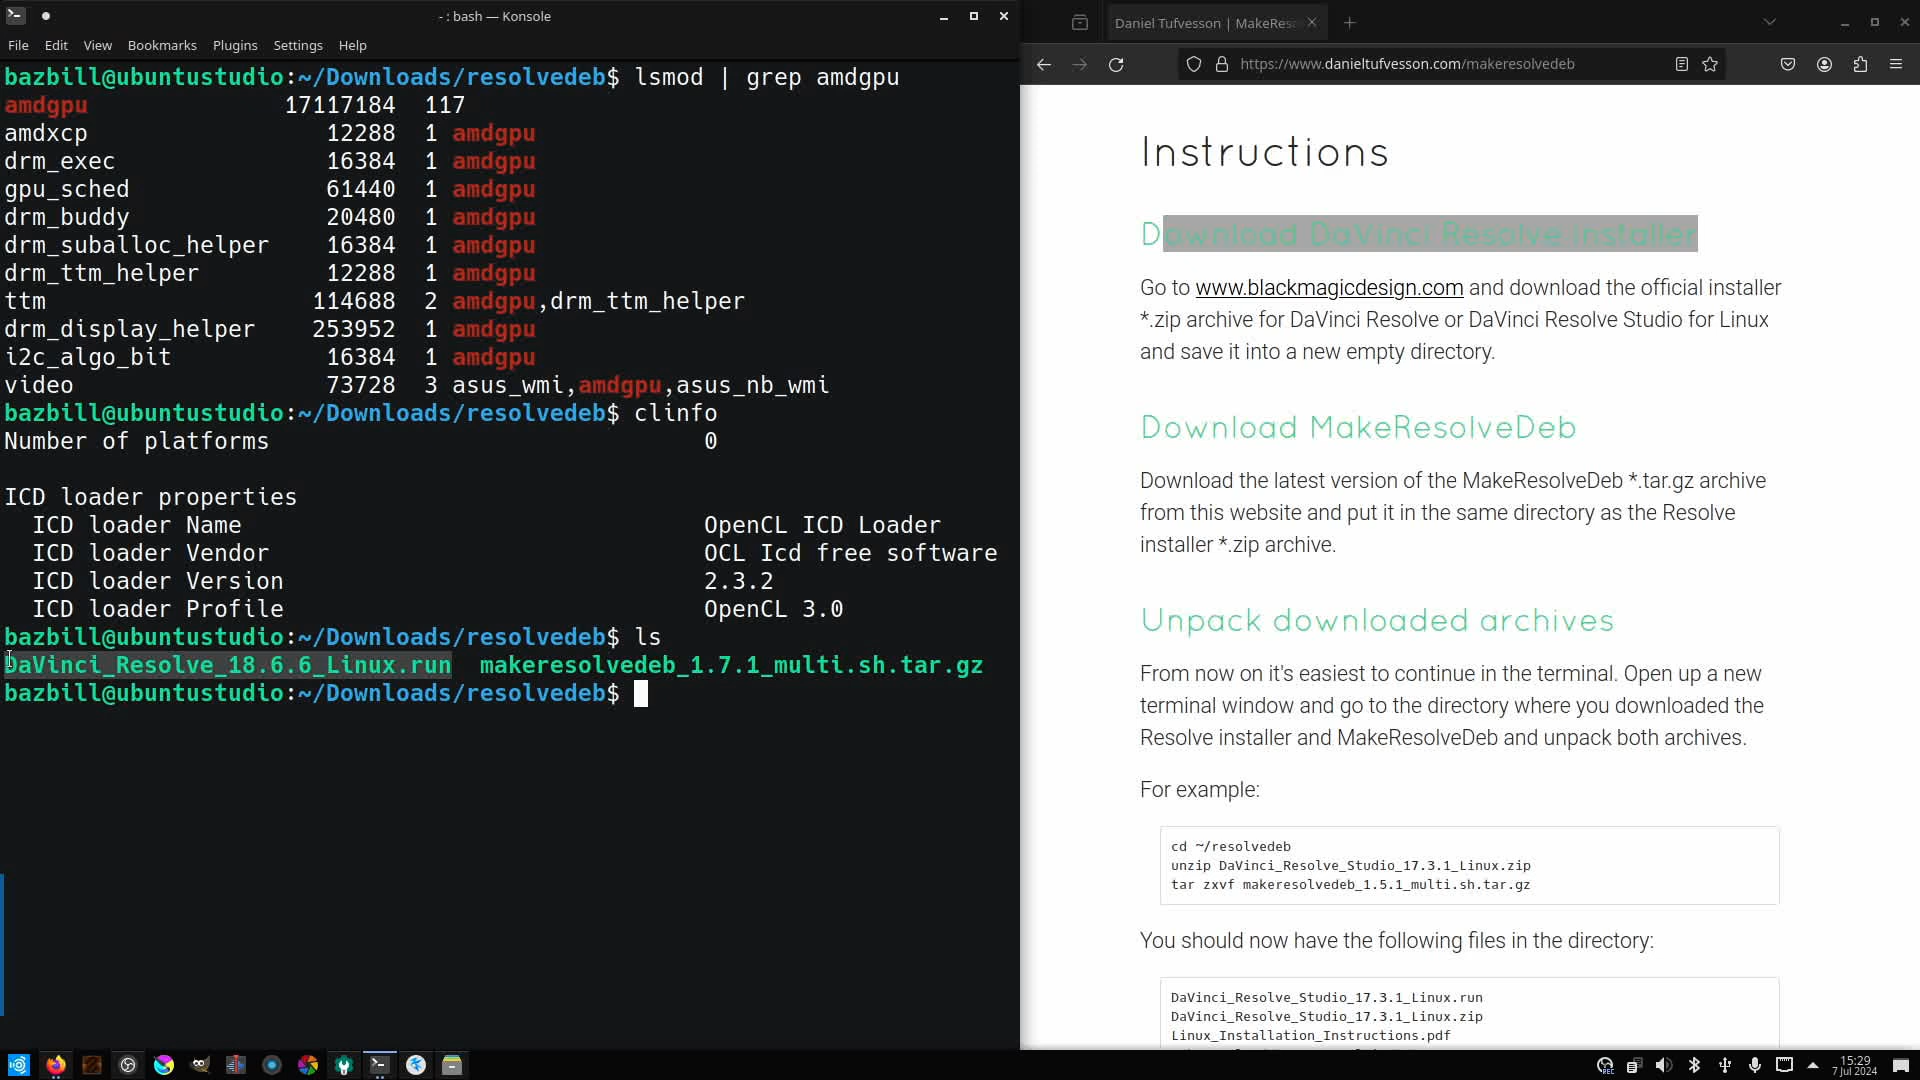 - : bash — Konsole
File Edit View Bookmarks Plugins Settings Help
bazbill@ubuntustudio:~/Downloads/resolvedeb$ lsmod | grep amdgpu
amdgpu 17117184 117
amdxcp 12288 1 amdgpu
drm_exec 16384 1 amdgpu
gpu_sched 61440 1 amdgpu
drm_buddy 20480 1 amdgpu
drm_suballoc_helper 16384 1 amdgpu
drm_ttm_helper 12288 1 amdgpu
ttm 114688 2 amdgpu,drm_ttm_helper
drm_display_helper 253952 1 amdgpu
i2c_algo_bit 16384 1 amdgpu
video 73728 3 asus_wmi,amdgpu,asus_nb_wmi
bazbill@ubuntustudio:~/Downloads/resolvedeb$ clinfo
Number of platforms 0
ICD loader properties
ICD loader Name OpenCL ICD Loader
ICD loader Vendor OCL Icd free software
ICD loader Version 2.3.2
ICD loader Profile OpenCL 3.0
bazbill@ubuntustudio:~/Downloads/resolvedeb$ ls
DaVinci_Resolve_18.6.6_Linux.run makeresolvedeb_1.7.1_multi.sh.tar.gz
bazbill@ubuntustudio:~/Downloads/resolvedeb$
Daniel Tufvesson | MakeReso
https://www.danieltufvesson.com/makeresolvedeb
Instructions
Download DaVinci Resolve installer
Go to www.blackmagicdesign.com and download the official installer
*.zip archive for DaVinci Resolve or DaVinci Resolve Studio for Linux
and save it into a new empty directory.
Download MakeResolveDeb
Download the latest version of the MakeResolveDeb *.tar.gz archive
from this website and put it in the same directory as the Resolve
installer *.zip archive.
Unpack downloaded archives
From now on it's easiest to continue in the terminal. Open up a new
terminal window and go to the directory where you downloaded the
Resolve installer and MakeResolveDeb and unpack both archives.
For example:
cd ~/resolvedeb
unzip DaVinci_Resolve_Studio_17.3.1_Linux.zip
tar zxvf makeresolvedeb_1.5.1_multi.sh.tar.gz
You should now have the following files in the directory:
DaVinci_Resolve_Studio_17.3.1_Linux.run
DaVinci_Resolve_Studio_17.3.1_Linux.zip
Linux_Installation_Instructions.pdf
REC
15:29
7 Jul 2024